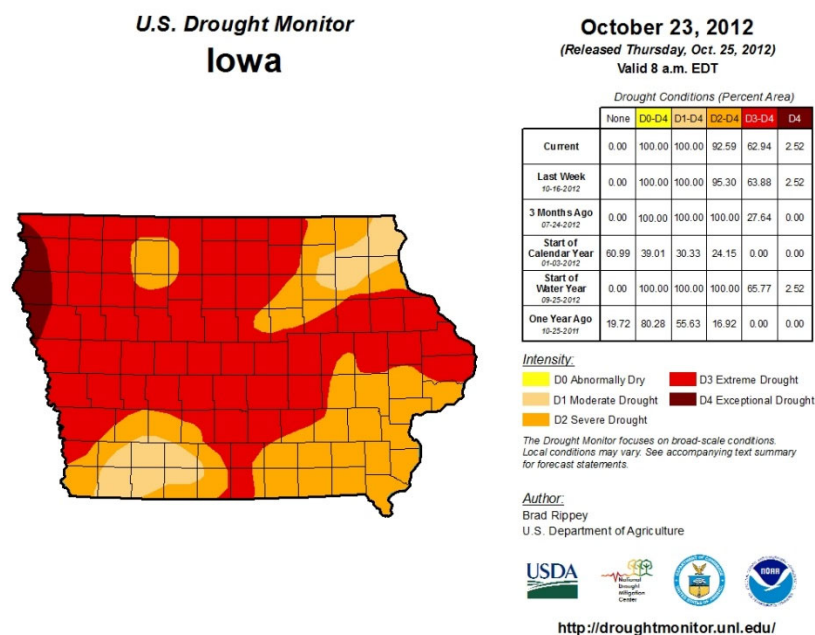 U.S. Drought Monitor
Iowa
October 23, 2012
(Released Thursday, Oct. 25, 2012)
Valid 8 a.m. EDT
Drought Conditions (Percent Area)
None D0-D4 D1-D4 D2-D4 D3-D4 D4
Current 0.00 100.00 100.00 92.59 62.94 2.52
Last Week
10-16-2012 0.00 100.00 100.00 95.30 63.88 2.52
3 Months Ago
07-24-2012 0.00 100.00 100.00 100.00 27.64 0.00
Start of
Calendar Year
01-03-2012 60.99 39.01 30.33 24.15 0.00 0.00
Start of
Water Year
09-25-2012 0.00 100.00 100.00 100.00 65.77 2.52
One Year Ago
10-25-2011 19.72 80.28 55.63 16.92 0.00 0.00
Intensity:
D0 Abnormally Dry
D1 Moderate Drought
D2 Severe Drought
D3 Extreme Drought
D4 Exceptional Drought
The Drought Monitor focuses on broad-scale conditions.
Local conditions may vary. See accompanying text summary
for forecast statements.
Author:
Brad Rippey
U.S. Department of Agriculture
USDA
National
Drought
Mitigation
Center
NOAA
http://droughtmonitor.unl.edu/